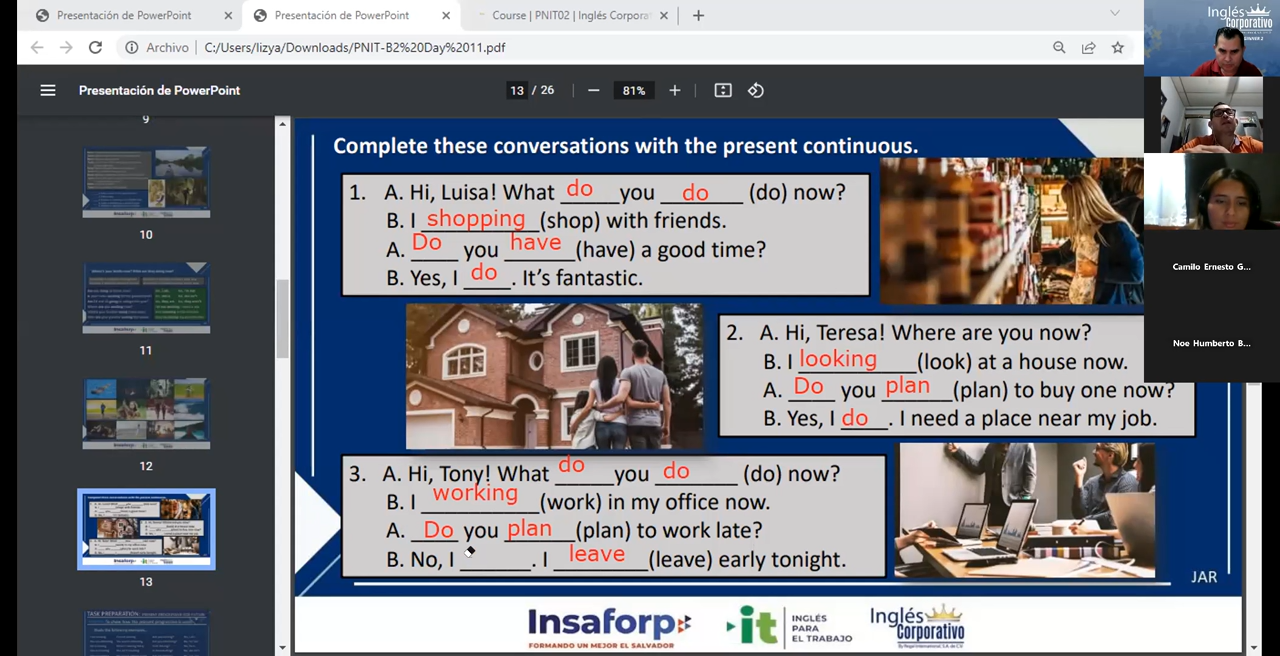 Presentación de PowerPoint
Presentación de PowerPoint
Course | PNIT02 | Inglés Corpora
Archivo
C:/Users/lizya/Downloads/PNIT-B2%20Day%2011.pdf
Presentación de PowerPoint
13 / 26
81%
9
10
11
12
13
Complete these conversations with the present continuous.
1. A. Hi, Luisa! What do you do (do) now?
B. I shopping (shop) with friends.
A. Do you have (have) a good time?
B. Yes, I do. It's fantastic.
2. A. Hi, Teresa! Where are you now?
B. I looking (look) at a house now.
A. Do you plan (plan) to buy one now?
B. Yes, I do. I need a place near my job.
3. A. Hi, Tony! What do you do (do) now?
B. I working (work) in my office now.
A. Do you plan (plan) to work late?
B. No, I ______. I leave (leave) early tonight.
JAR
Insaforp
FORMANDO UN MEJOR EL SALVADOR
it
INGLÉS
PARA
EL TRABAJO
Inglés
Corporativo
Inglés
Corporativo
Camilo Ernesto G...
Noe Humberto B...